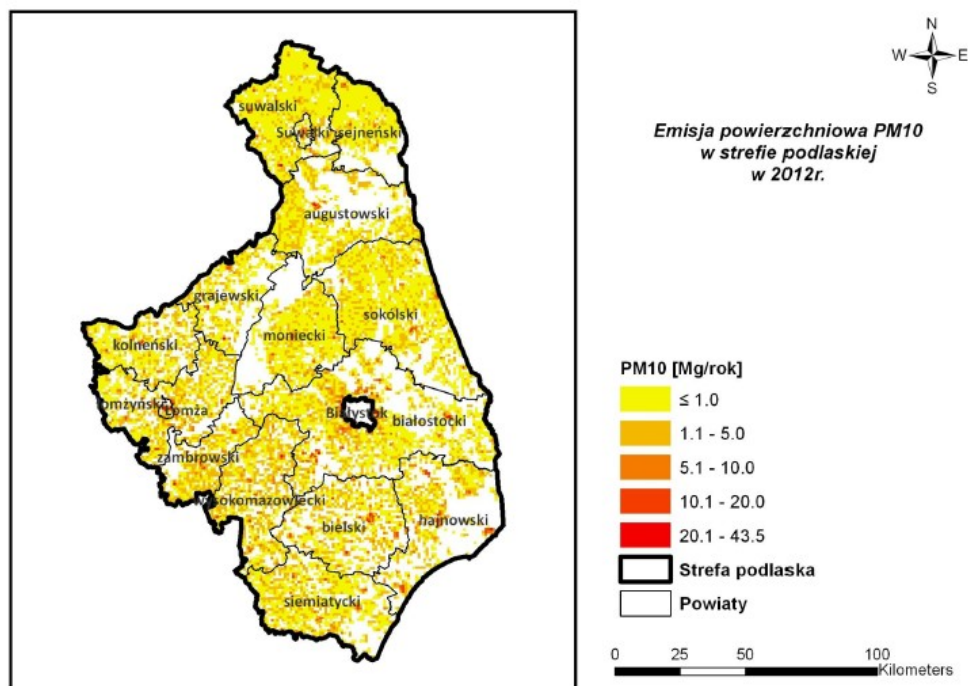 N
W E
S
Emisja powierzchniowa PM10
w strefie podlaskiej
w 2012r.
suwalski
Suwałki sejneński
augustowski
grajewski
sokólski
moniecki
kolneński
łomżyński
Łomża
Białystok
białostocki
zambrowski
wysokomazowiecki
bielski
hajnowski
siemiatycki
PM10 [Mg/rok]
≤ 1.0
1.1 - 5.0
5.1 - 10.0
10.1 - 20.0
20.1 - 43.5
Strefa podlaska
Powiaty
0 25 50 100
Kilometers